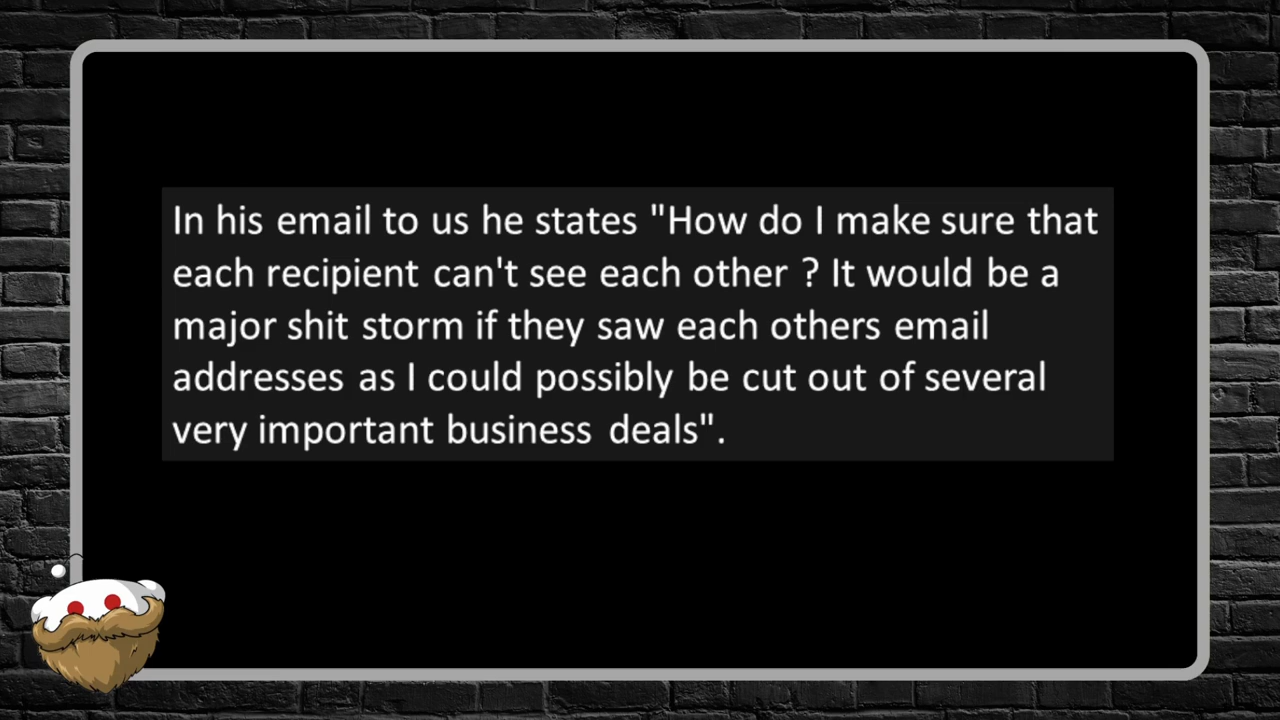 In his email to us he states "How do I make sure that
each recipient can't see each other ? It would be a
major shit storm if they saw each others email
addresses as I could possibly be cut out of several
very important business deals".